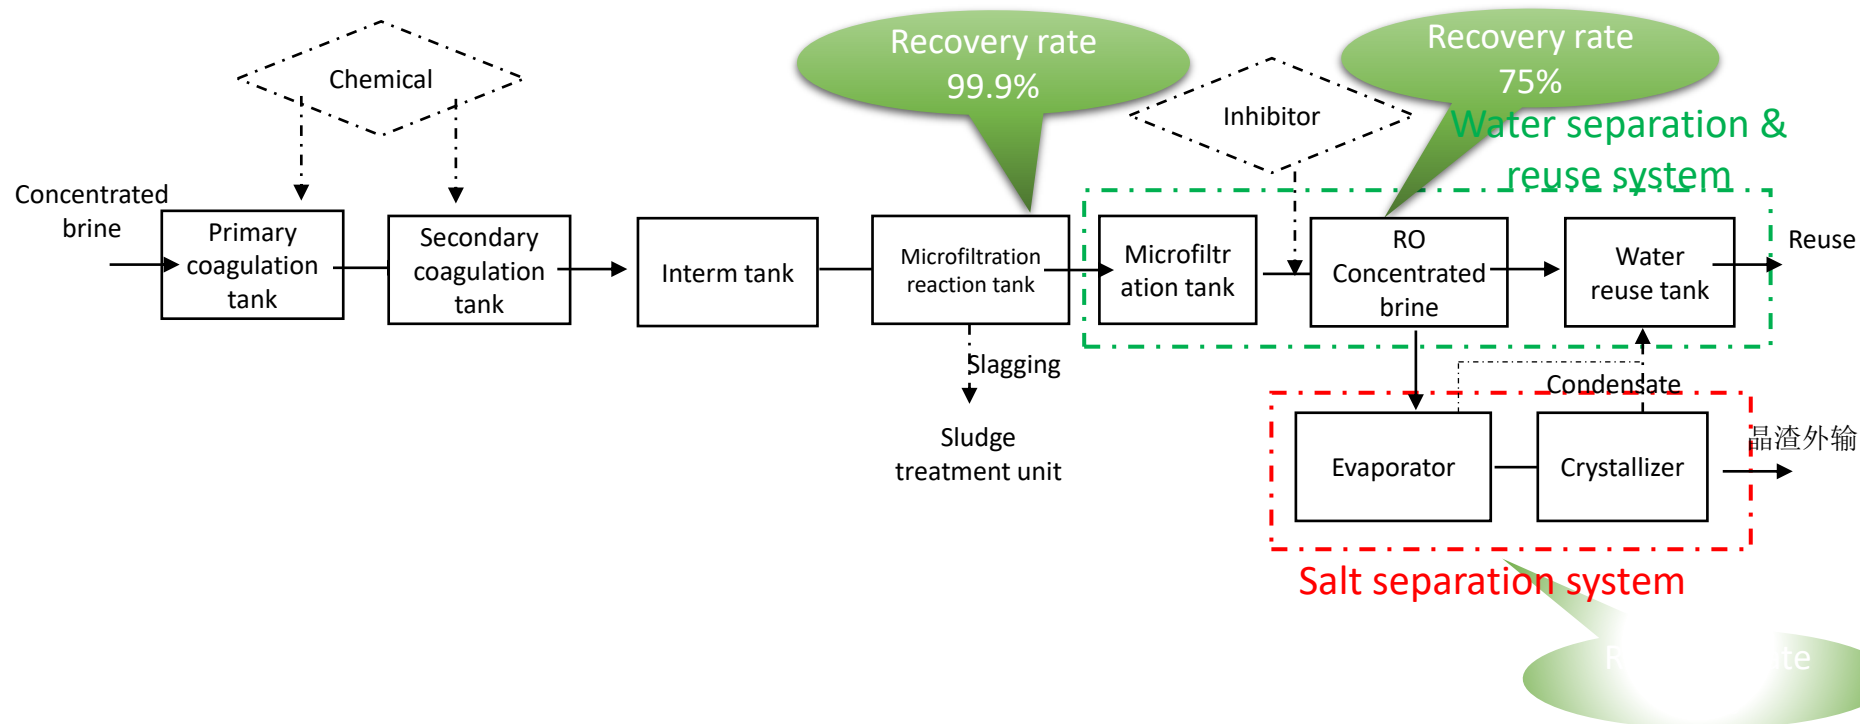 Recovery rate
99.9%
Recovery rate
75%
Chemical
Inhibitor
Water separation &
reuse system
Concentrated
brine
Primary
coagulation
tank
Secondary
coagulation
tank
Interm tank
Microfiltration
reaction tank
Microfiltr
ation tank
RO
Concentrated
brine
Water
reuse tank
Reuse
Slagging
Sludge
treatment unit
Condensate
Evaporator
Crystallizer
晶渣外输
Salt separation system